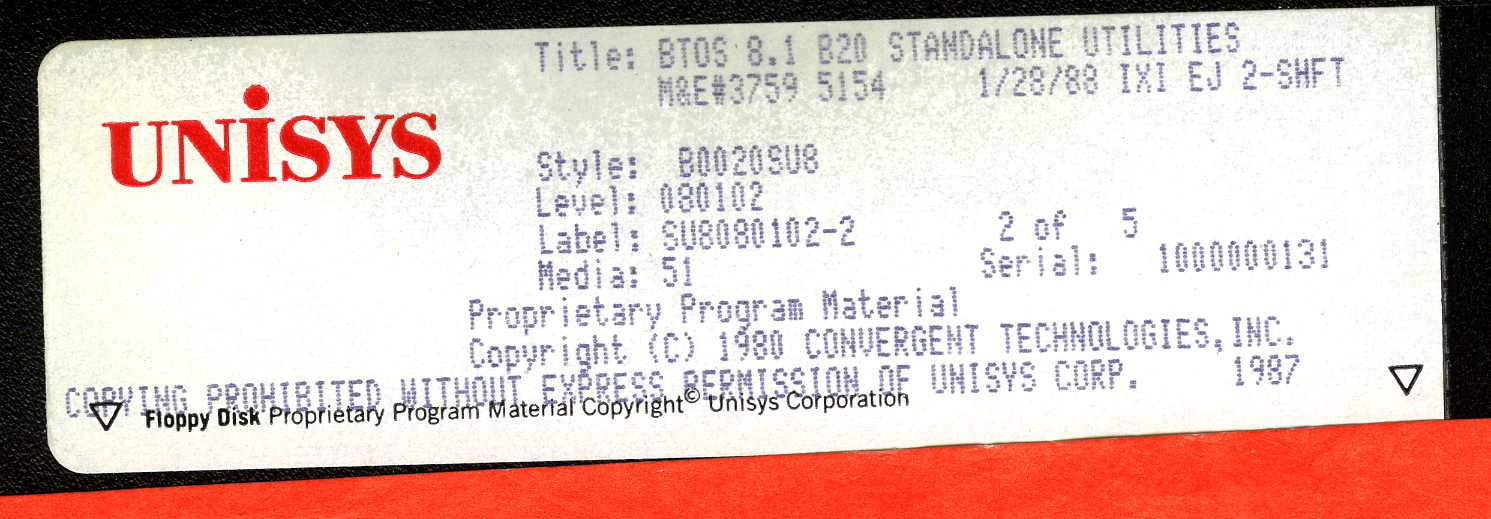 UNiSYS
Title: BTOS 8.1 B20 STANDALONE UTILITIES
M&E#3759 5154 1/28/88 IXI EJ 2-SHFT
Style: B0020SU8
Level: 080102
Label: SU8080102-2 2 of 5
Media: 51 Serial: 1000000131
Proprietary Program Material
Copyright (C) 1980 CONVERGENT TECHNOLOGIES, INC.
COPYING PROHIBITED WITHOUT EXPRESS PERMISSION OF UNISYS CORP. 1987
Floppy Disk Proprietary Program Material Copyright© Unisys Corporation